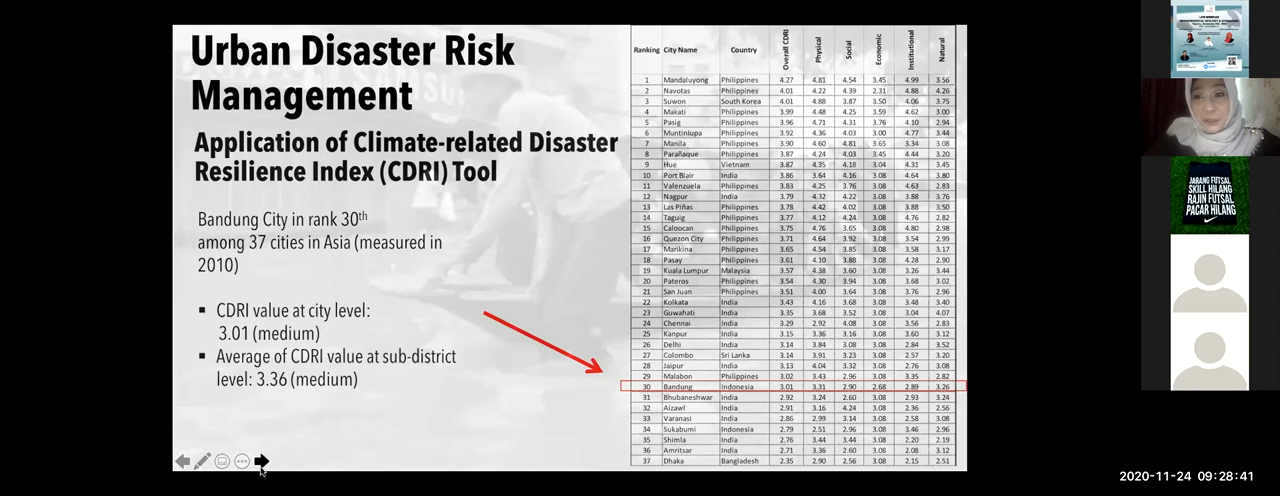 Urban Disaster Risk
Management
Application of Climate-related Disaster
Resilience Index (CDRI) Tool
Bandung City in rank 30th
among 37 cities in Asia (measured in
2010)
▪ CDRI value at city level:
3.01 (medium)
▪ Average of CDRI value at sub-district
level: 3.36 (medium)
Ranking City Name Country Overall CDRI Physical Social Economic Institutional Natural
1 Mandaluyong Philippines 4.27 4.81 4.54 3.45 4.99 3.56
2 Navotas Philippines 4.01 4.22 4.39 2.31 4.88 4.26
3 Suwon South Korea 4.01 4.88 3.87 3.50 4.06 3.75
4 Makati Philippines 3.99 4.48 4.25 3.59 4.62 3.00
5 Pasig Philippines 3.96 4.71 4.31 3.76 4.10 2.94
6 Muntinlupa Philippines 3.92 4.36 4.03 3.00 4.77 3.44
7 Manila Philippines 3.90 4.60 4.81 3.65 3.34 3.08
8 Parañaque Philippines 3.87 4.24 4.03 3.45 4.44 3.20
9 Hue Vietnam 3.87 4.35 4.18 3.04 4.31 3.45
10 Port Blair India 3.86 3.64 4.16 3.08 4.64 3.80
11 Valenzuela Philippines 3.83 4.25 3.76 3.08 4.63 2.83
12 Nagpur India 3.79 4.32 4.22 3.08 3.88 3.76
13 Las Piñas Philippines 3.78 4.42 4.02 3.08 3.88 3.50
14 Taguig Philippines 3.77 4.12 4.24 3.08 4.76 2.82
15 Caloocan Philippines 3.75 4.76 3.65 3.08 4.80 2.98
16 Quezon City Philippines 3.71 4.64 3.92 3.08 3.54 2.99
17 Marikina Philippines 3.65 4.54 3.85 3.08 3.58 3.17
18 Pasay Philippines 3.61 4.10 3.88 3.08 4.28 2.90
19 Kuala Lumpur Malaysia 3.57 4.38 3.60 3.08 3.26 3.44
20 Pateros Philippines 3.54 4.30 3.94 3.08 3.68 3.02
21 San Juan Philippines 3.51 4.00 3.64 3.08 3.76 2.96
22 Kolkata India 3.43 4.16 3.68 3.08 3.48 3.40
23 Guwahati India 3.35 3.68 3.52 3.08 3.04 4.07
24 Chennai India 3.29 2.92 4.08 3.08 3.56 2.83
25 Kanpur India 3.15 3.36 3.16 3.08 3.60 3.12
26 Delhi India 3.14 3.84 3.08 3.08 2.84 3.52
27 Colombo Sri Lanka 3.14 3.91 3.23 3.08 2.57 3.20
28 Jaipur India 3.13 4.04 3.32 3.08 2.76 3.08
29 Malabon Philippines 3.02 3.43 2.96 3.08 3.35 2.82
30 Bandung Indonesia 3.01 3.31 2.90 2.68 2.89 3.26
31 Bhubaneshwar India 2.92 3.24 2.60 3.08 2.93 3.24
32 Aizawl India 2.91 3.16 4.24 3.08 2.36 2.56
33 Varanasi India 2.86 2.99 3.14 3.08 2.58 3.08
34 Sukabumi Indonesia 2.79 2.51 2.96 3.08 3.46 2.96
35 Shimla India 2.76 3.44 3.44 3.08 2.20 2.19
36 Amritsar India 2.71 3.36 2.60 3.08 2.08 3.12
37 Dhaka Bangladesh 2.35 2.90 2.56 3.08 2.15 2.51
JARANG FUTSAL
SKILL HILANG
RAJIN FUTSAL
PACAR HILANG
2020-11-24 09:28:41